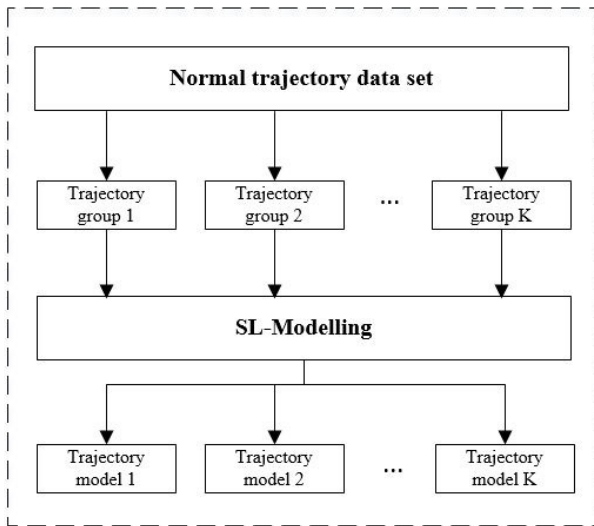 Normal trajectory data set
Trajectory
group 1
Trajectory
group 2
...
Trajectory
group K
SL-Modelling
Trajectory
model 1
Trajectory
model 2
...
Trajectory
model K